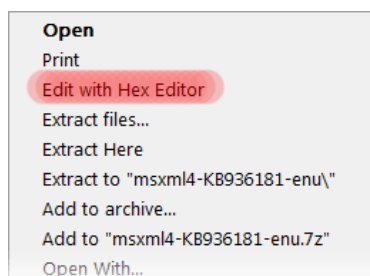 Open
Print
Edit with Hex Editor
Extract files...
Extract Here
Extract to "msxml4-KB936181-enu\"
Add to archive...
Add to "msxml4-KB936181-enu.7z"
Open With...